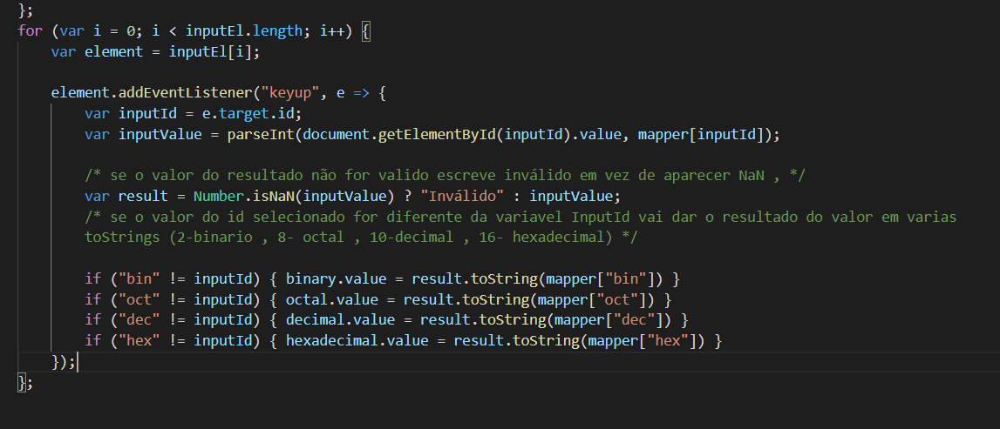 };
for (var i = 0; i < inputEl.length; i++) {
    var element = inputEl[i];
    element.addEventListener("keyup", e => {
        var inputId = e.target.id;
        var inputValue = parseInt(document.getElementById(inputId).value, mapper[inputId]);
        /* se o valor do resultado não for valido escreve inválido em vez de aparecer NaN , */
        var result = Number.isNaN(inputValue) ? "Inválido" : inputValue;
        /* se o valor do id selecionado for diferente da variavel InputId vai dar o resultado do valor em varias
        toStrings (2-binario , 8- octal , 10-decimal , 16- hexadecimal) */
        if ("bin" != inputId) { binary.value = result.toString(mapper["bin"]) }
        if ("oct" != inputId) { octal.value = result.toString(mapper["oct"]) }
        if ("dec" != inputId) { decimal.value = result.toString(mapper["dec"]) }
        if ("hex" != inputId) { hexadecimal.value = result.toString(mapper["hex"]) }
    });
};